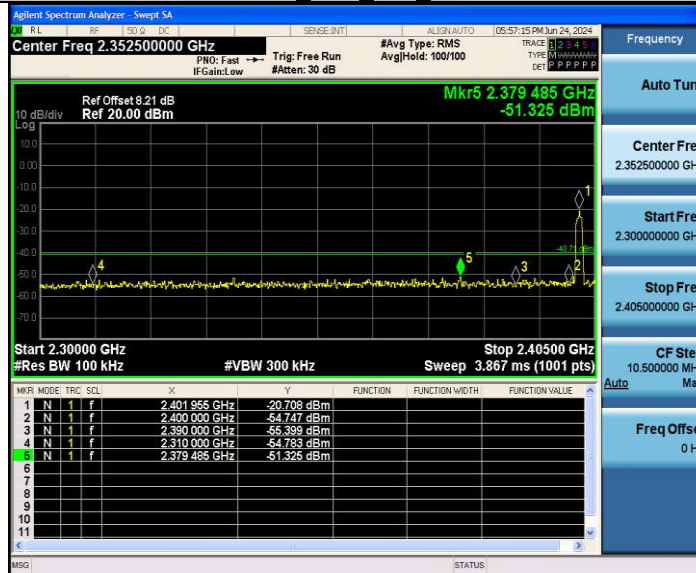 Agilent Spectrum Analyzer - Swept SA
RL RF 50 Ω DC SENSE:INT ALIGN AUTO 05:57:15 PM Jun 24, 2024
Center Freq 2.352500000 GHz
PNO: Fast
IFGain:Low
Trig: Free Run
#Atten: 30 dB
#Avg Type: RMS
Avg|Hold: 100/100
TRACE 1 2 3 4 5 6
TYPE M
DET P P P P P P
Ref Offset 8.21 dB
Ref 20.00 dBm
10 dB/div
Log
Mkr5 2.379 485 GHz
-51.325 dBm
10.0
0.00
-10.0
-20.0
-30.0
-40.0
-50.0
-60.0
-70.0
-40.71 dBm
1
2
3
4
5
Start 2.30000 GHz
Stop 2.40500 GHz
#Res BW 100 kHz
#VBW 300 kHz
Sweep 3.867 ms (1001 pts)
MKR MODE TRC SCL X Y FUNCTION FUNCTION WIDTH FUNCTION VALUE
1 N 1 f 2.401 955 GHz -20.708 dBm
2 N 1 f 2.400 000 GHz -54.747 dBm
3 N 1 f 2.390 000 GHz -55.399 dBm
4 N 1 f 2.310 000 GHz -54.783 dBm
5 N 1 f 2.379 485 GHz -51.325 dBm
6
7
8
9
10
11
MSG
STATUS
Frequency
Auto Tun
Center Fre
2.352500000 GH
Start Fre
2.300000000 GH
Stop Fre
2.405000000 GH
CF Ste
10.500000 MH
Auto Ma
Freq Offse
0 H